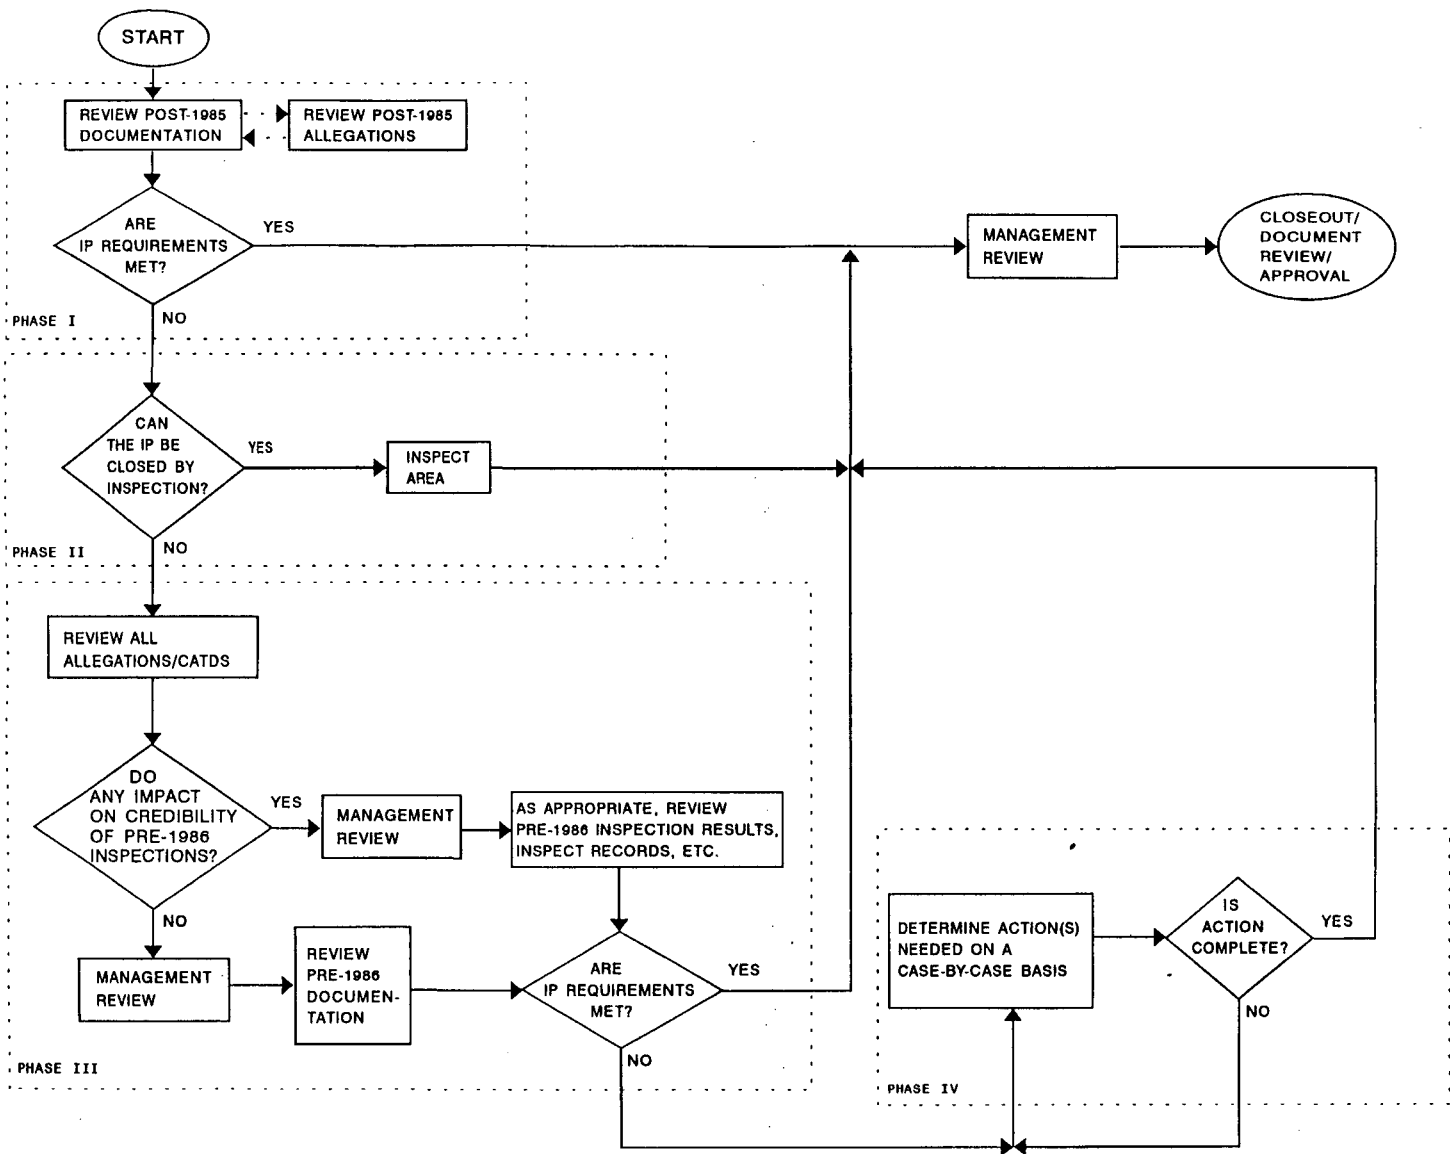 START
REVIEW POST-1985
DOCUMENTATION
REVIEW POST-1985
ALLEGATIONS
ARE
IP REQUIREMENTS
MET?
YES
NO
PHASE I
MANAGEMENT
REVIEW
CLOSEOUT/
DOCUMENT
REVIEW/
APPROVAL
CAN
THE IP BE
CLOSED BY
INSPECTION?
YES
NO
INSPECT
AREA
PHASE II
REVIEW ALL
ALLEGATIONS/CATDS
DO
ANY IMPACT
ON CREDIBILITY
OF PRE-1986
INSPECTIONS?
YES
NO
MANAGEMENT
REVIEW
AS APPROPRIATE, REVIEW
PRE-1986 INSPECTION RESULTS,
INSPECT RECORDS, ETC.
MANAGEMENT
REVIEW
REVIEW
PRE-1986
DOCUMEN-
TATION
ARE
IP REQUIREMENTS
MET?
YES
NO
PHASE III
DETERMINE ACTION(S)
NEEDED ON A
CASE-BY-CASE BASIS
IS
ACTION
COMPLETE?
YES
NO
PHASE IV